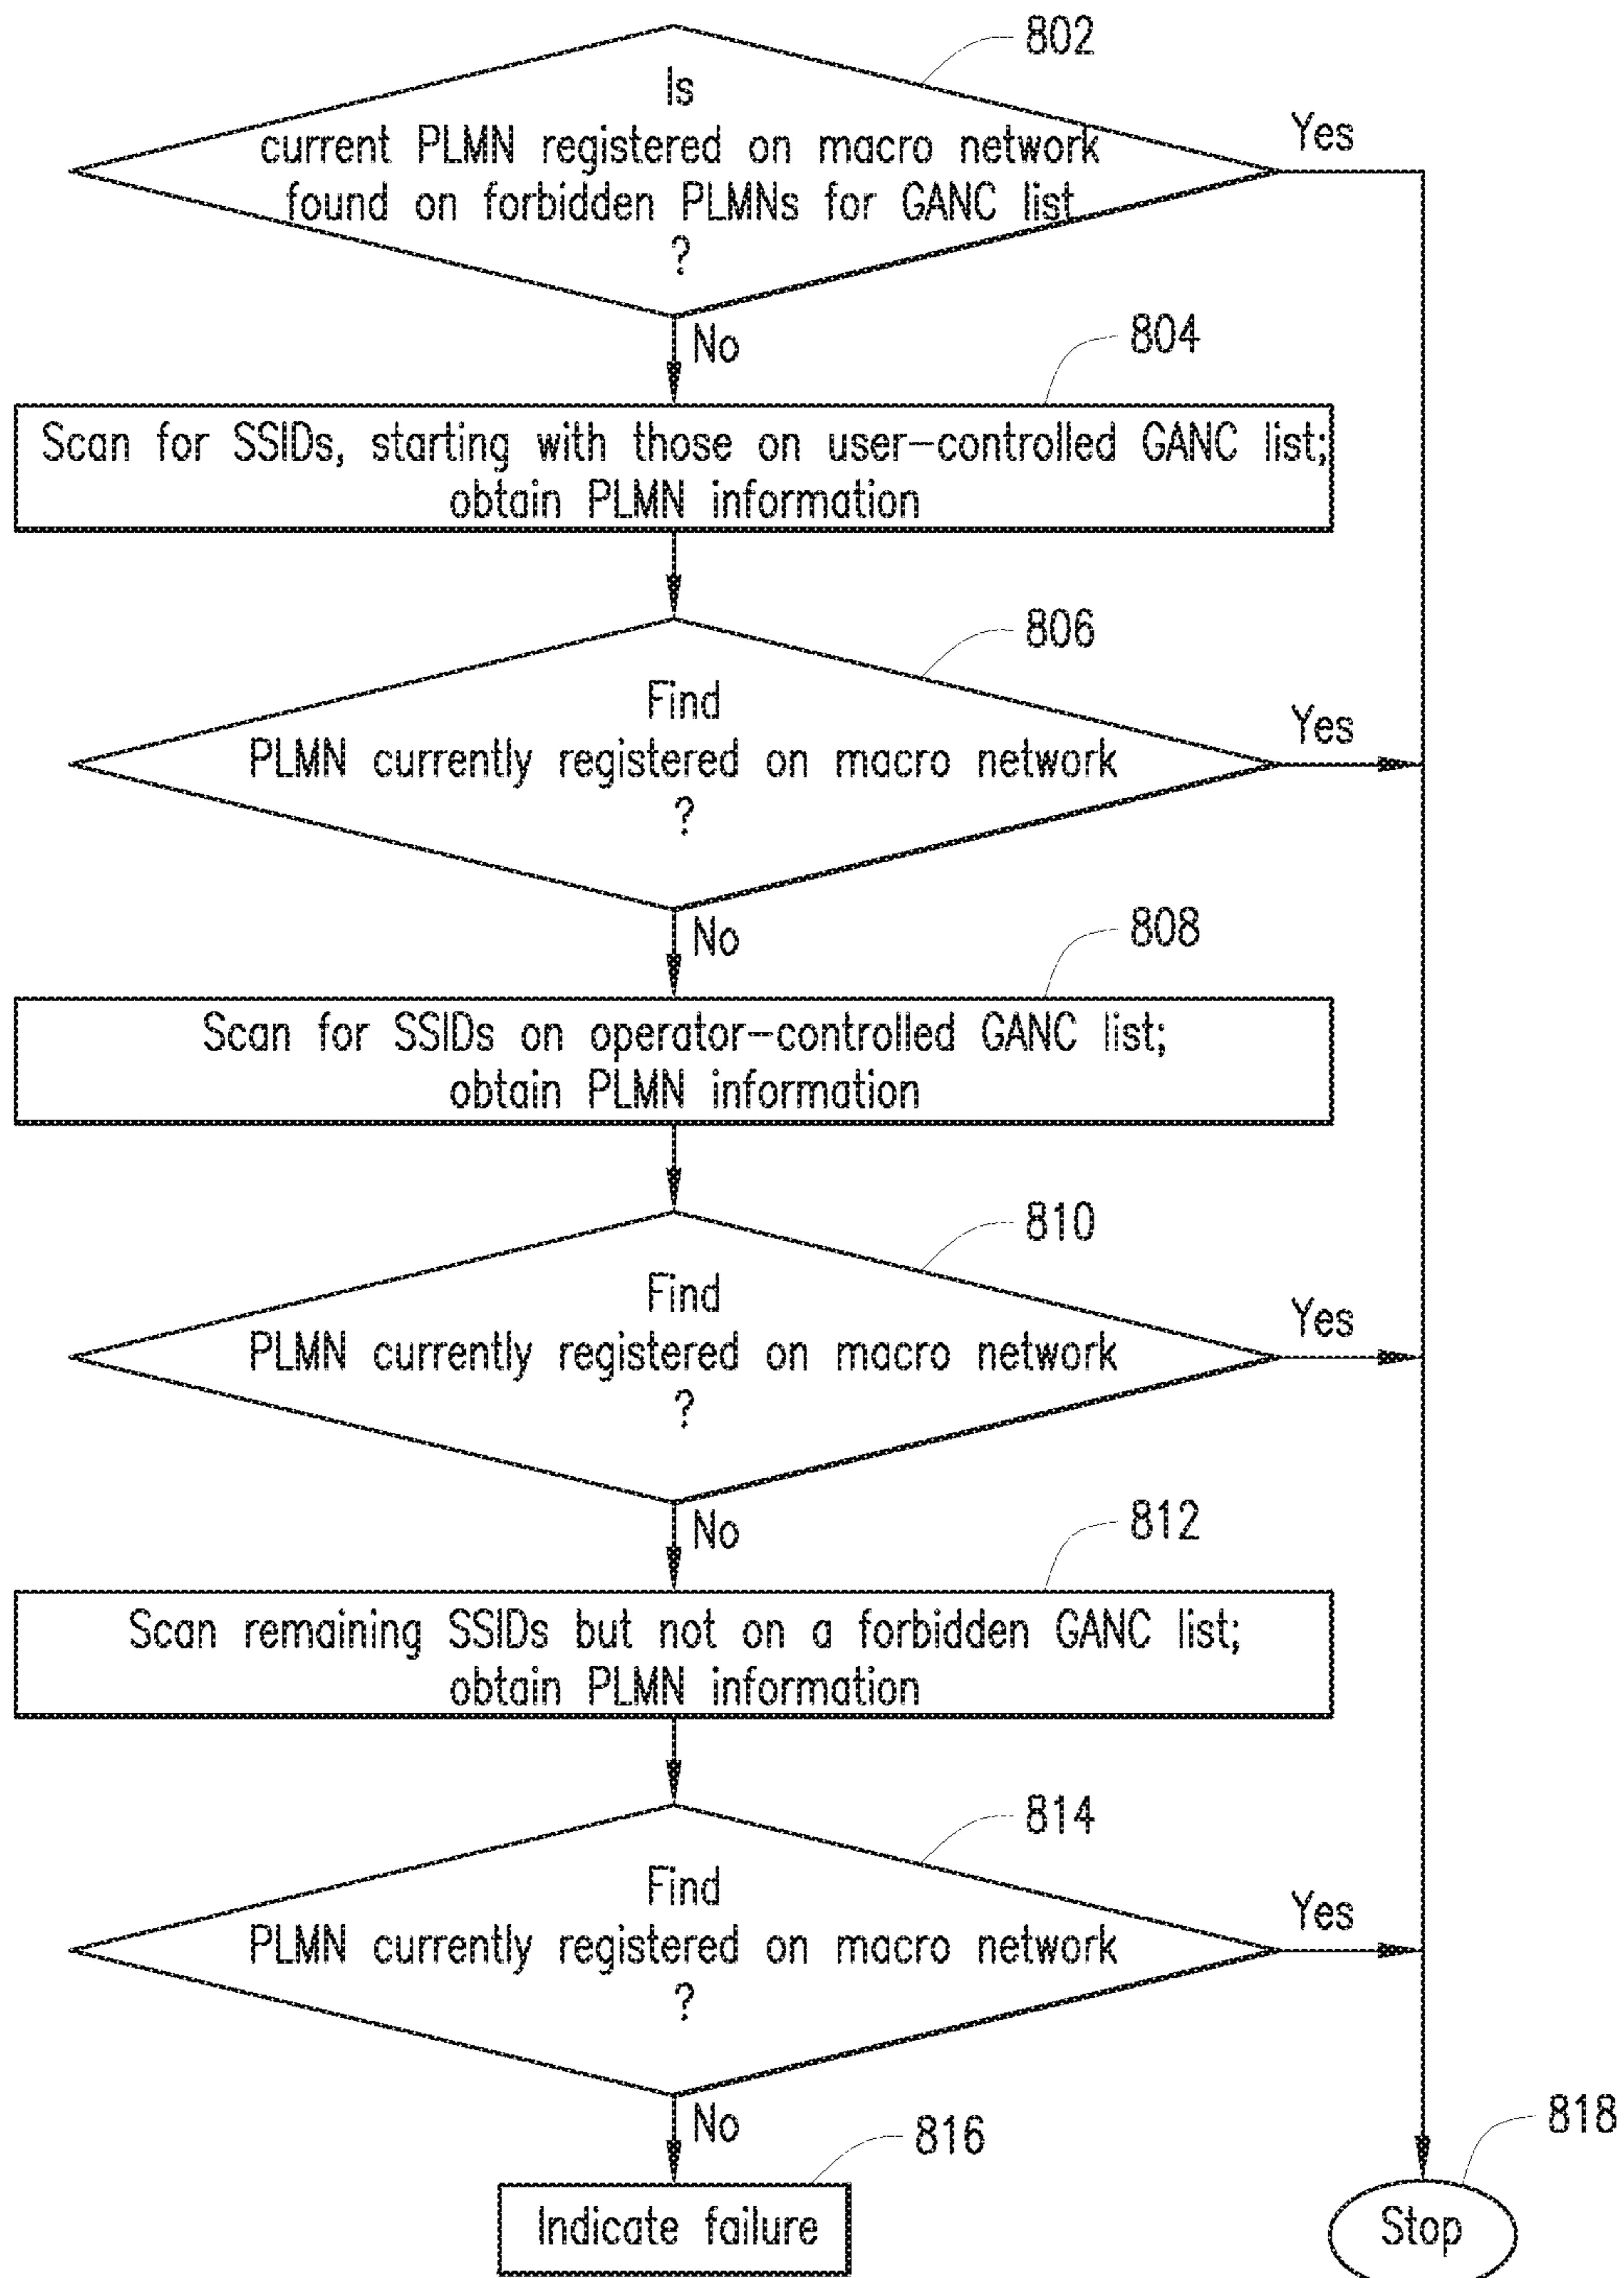 802
Is
current PLMN registered on macro network
found on forbidden PLMNs for GANC list
?
Yes
No
804
Scan for SSIDs, starting with those on user-controlled GANC list;
obtain PLMN information
806
Find
PLMN currently registered on macro network
?
Yes
No
808
Scan for SSIDs on operator-controlled GANC list;
obtain PLMN information
810
Find
PLMN currently registered on macro network
?
Yes
No
812
Scan remaining SSIDs but not on a forbidden GANC list;
obtain PLMN information
814
Find
PLMN currently registered on macro network
?
Yes
No
816
Indicate failure
818
Stop